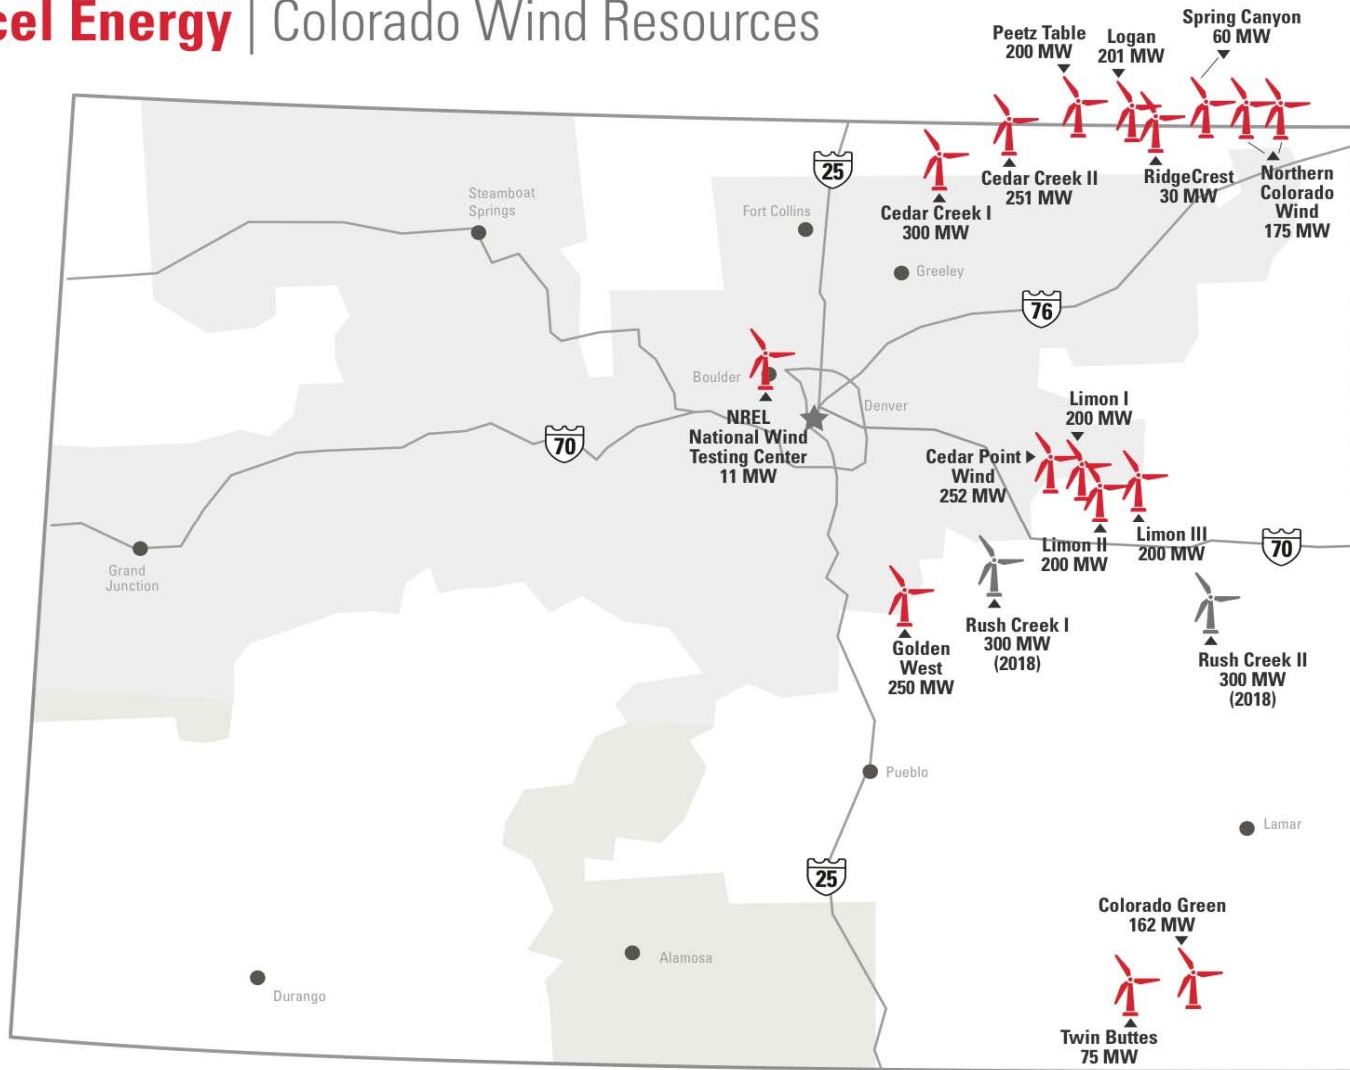 cel Energy | Colorado Wind Resources
Spring Canyon
60 MW
Peetz Table
200 MW
Logan
201 MW
25
Cedar Creek II
251 MW
RidgeCrest
30 MW
Northern
Colorado
Wind
175 MW
Cedar Creek I
300 MW
Steamboat
Springs
Fort Collins
Greeley
76
Boulder
Denver
NREL
National Wind
Testing Center
11 MW
70
Limon I
200 MW
Cedar Point
Wind
252 MW
Limon II
200 MW
Limon III
200 MW
70
Grand
Junction
Golden
West
250 MW
Rush Creek I
300 MW
(2018)
Rush Creek II
300 MW
(2018)
Pueblo
Lamar
25
Colorado Green
162 MW
Alamosa
Durango
Twin Buttes
75 MW